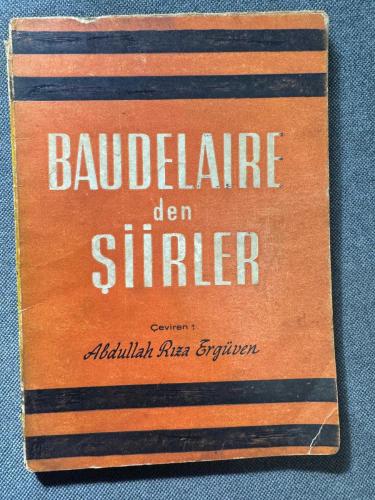 BAUDELAIRE
den
ŞİİRLER
Çeviren :
Abdullah Rıza Ergüven